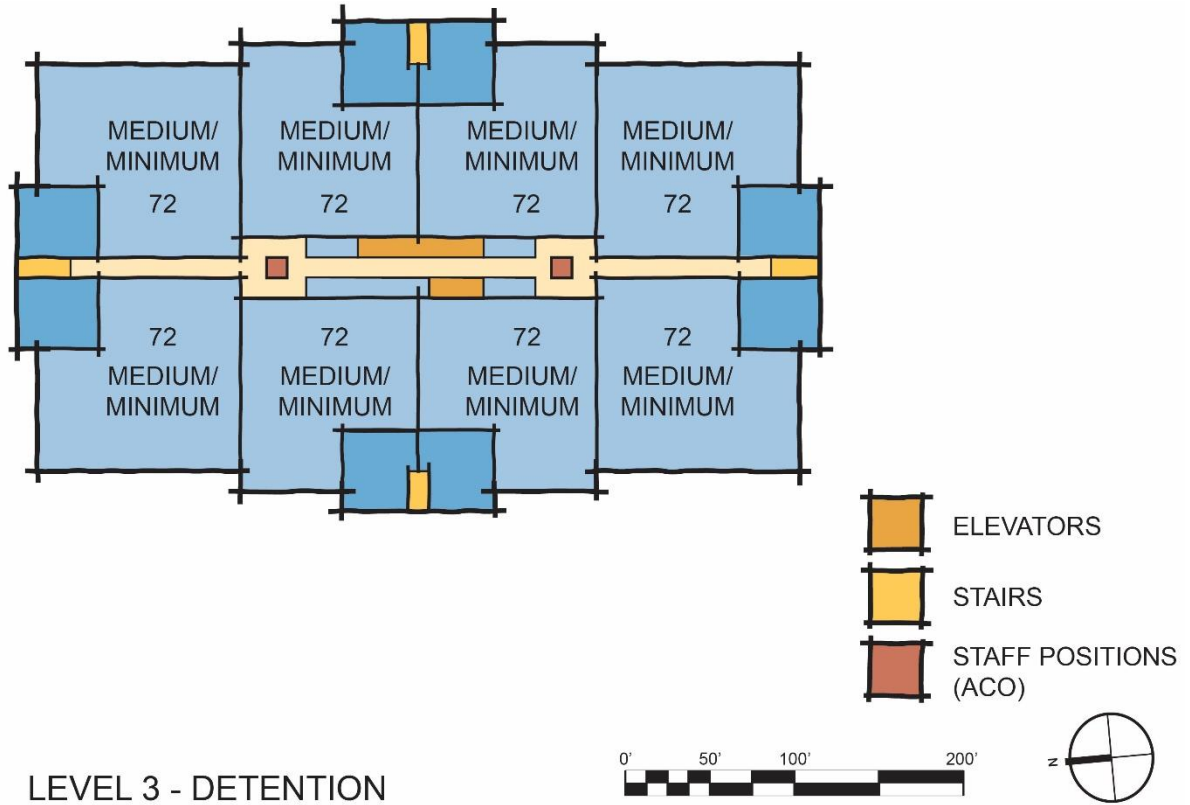 MEDIUM/
MINIMUM
72
MEDIUM/
MINIMUM
72
MEDIUM/
MINIMUM
72
MEDIUM/
MINIMUM
72
72
MEDIUM/
MINIMUM
72
MEDIUM/
MINIMUM
72
MEDIUM/
MINIMUM
72
MEDIUM/
MINIMUM
ELEVATORS
STAIRS
STAFF POSITIONS
(ACO)
LEVEL 3 - DETENTION
0' 50' 100' 200'
N